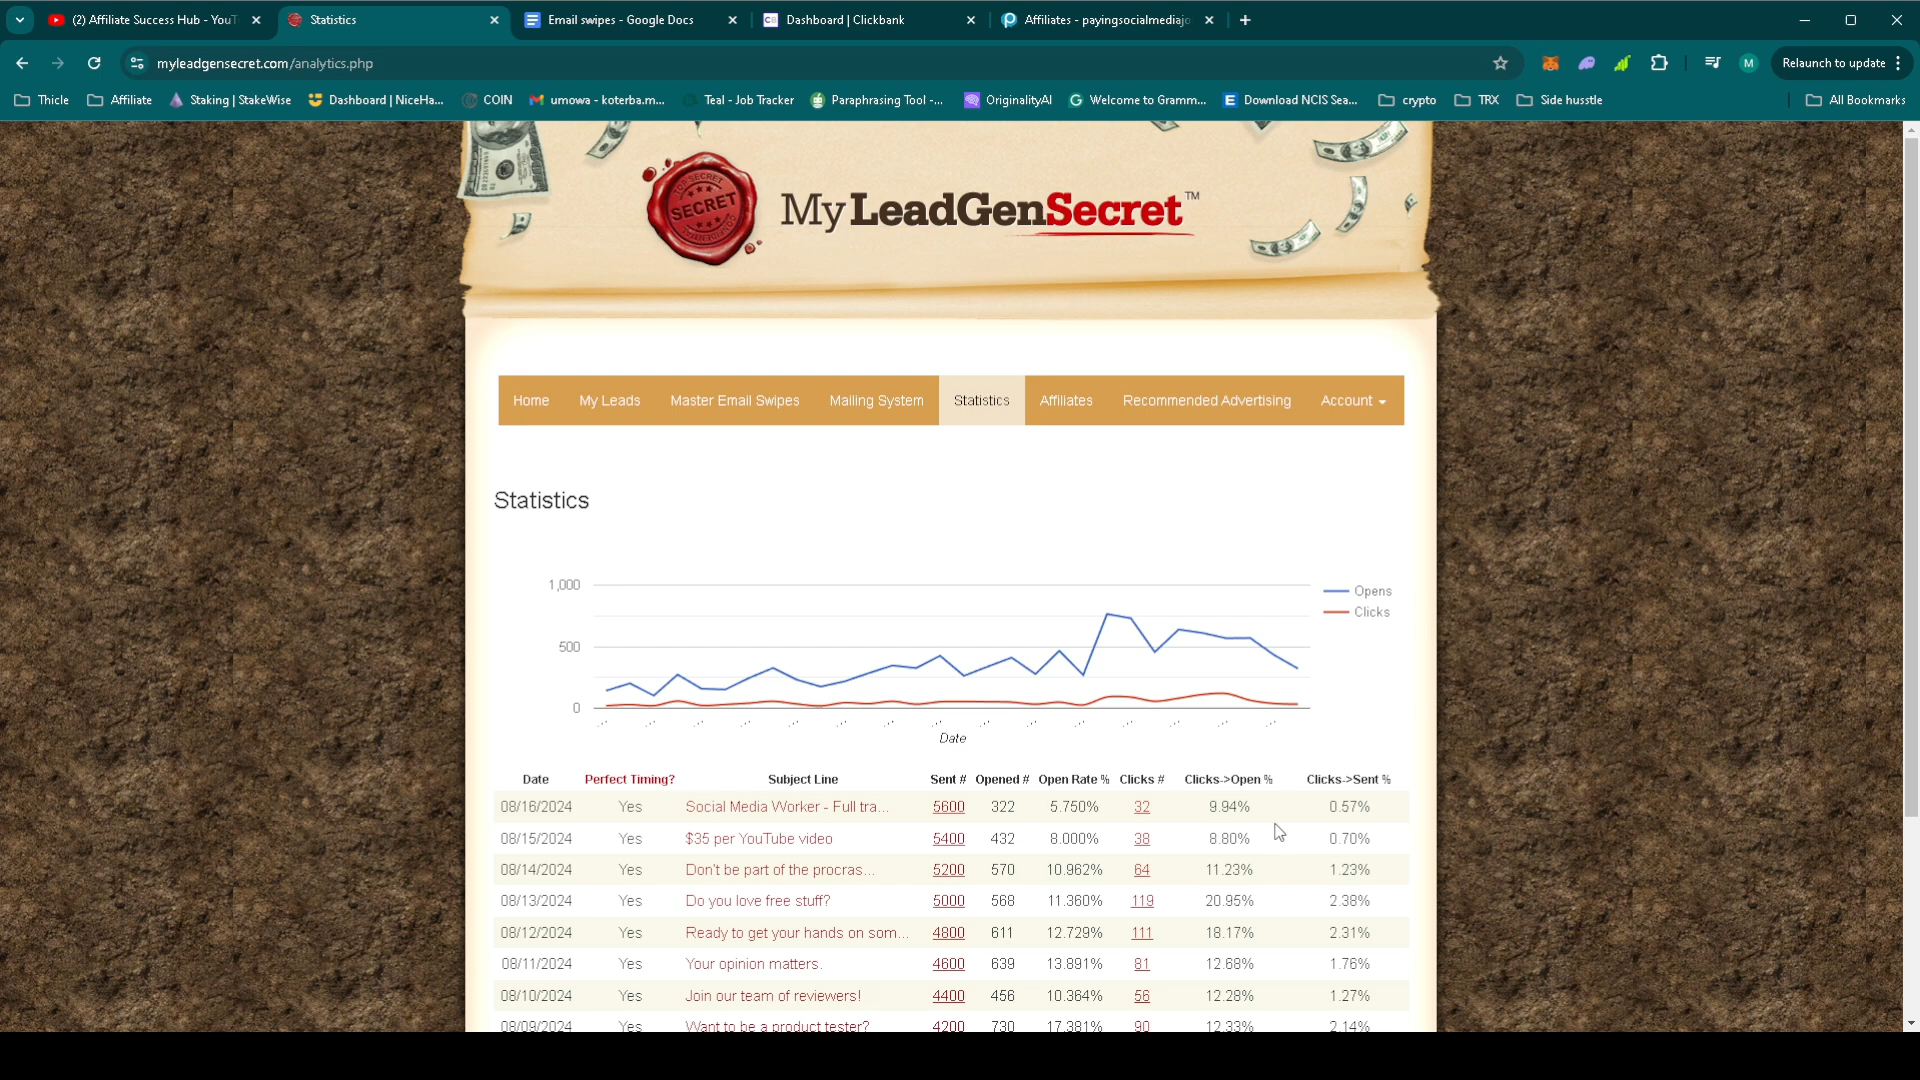 (2) Affiliate Success Hub - YouT
Statistics
Email swipes - Google Docs
Dashboard | Clickbank
Affiliates - payingsocialmediajo
myleadgensecret.com/analytics.php
M
Relaunch to update
Thicle
Affiliate
Staking | StakeWise
Dashboard | NiceHa...
COIN
umowa - koterba.m...
Teal - Job Tracker
Paraphrasing Tool -...
OriginalityAI
Welcome to Gramm...
Download NCIS Sea...
crypto
TRX
Side husstle
All Bookmarks
SECRET
MyLeadGenSecret™
Home My Leads Master Email Swipes Mailing System Statistics Affiliates Recommended Advertising Account
Statistics
1,000
500
0
Opens
Clicks
Date
Date Perfect Timing? Subject Line Sent # Opened # Open Rate % Clicks # Clicks->Open % Clicks->Sent %
08/16/2024 Yes Social Media Worker - Full tra... 5600 322 5.750% 32 9.94% 0.57%
08/15/2024 Yes $35 per YouTube video 5400 432 8.000% 38 8.80% 0.70%
08/14/2024 Yes Don't be part of the procras... 5200 570 10.962% 64 11.23% 1.23%
08/13/2024 Yes Do you love free stuff? 5000 568 11.360% 119 20.95% 2.38%
08/12/2024 Yes Ready to get your hands on som... 4800 611 12.729% 111 18.17% 2.31%
08/11/2024 Yes Your opinion matters. 4600 639 13.891% 81 12.68% 1.76%
08/10/2024 Yes Join our team of reviewers! 4400 456 10.364% 56 12.28% 1.27%
08/09/2024 Yes Want to be a product tester? 4200 730 17.381% 90 12.33% 2.14%